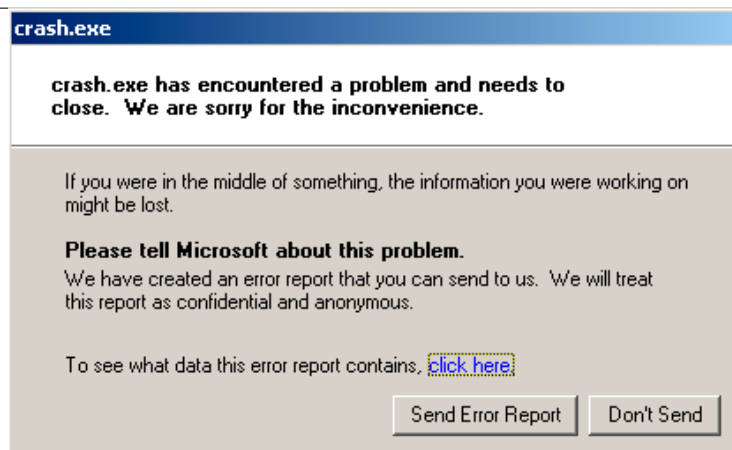 crash.exe
crash.exe has encountered a problem and needs to
close.  We are sorry for the inconvenience.
If you were in the middle of something, the information you were working on
might be lost.
Please tell Microsoft about this problem.
We have created an error report that you can send to us.  We will treat
this report as confidential and anonymous.
To see what data this error report contains, click here.
Send Error Report
Don't Send